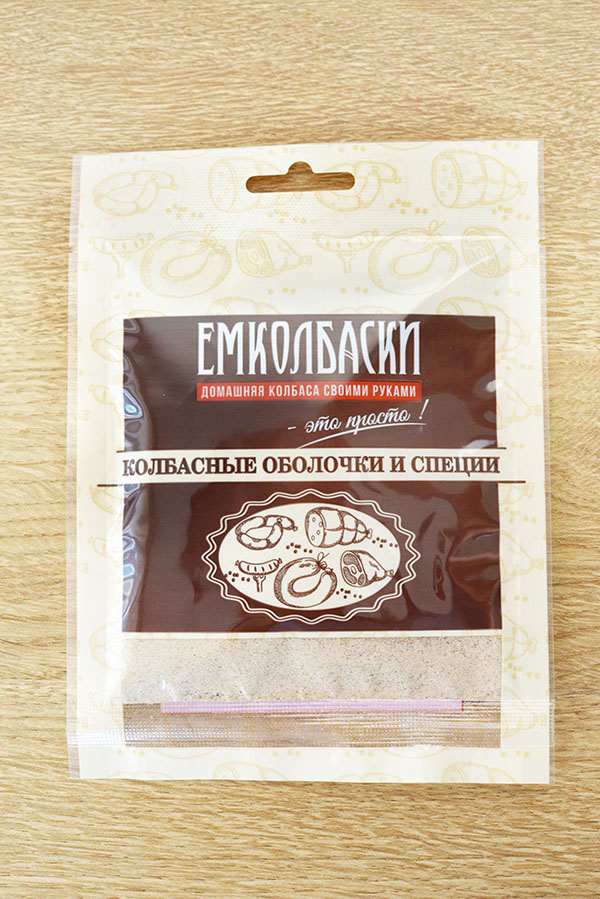 ЕМКОЛБАСКИ
ДОМАШНЯЯ КОЛБАСА СВОИМИ РУКАМИ
- это просто!
КОЛБАСНЫЕ ОБОЛОЧКИ И СПЕЦИИ